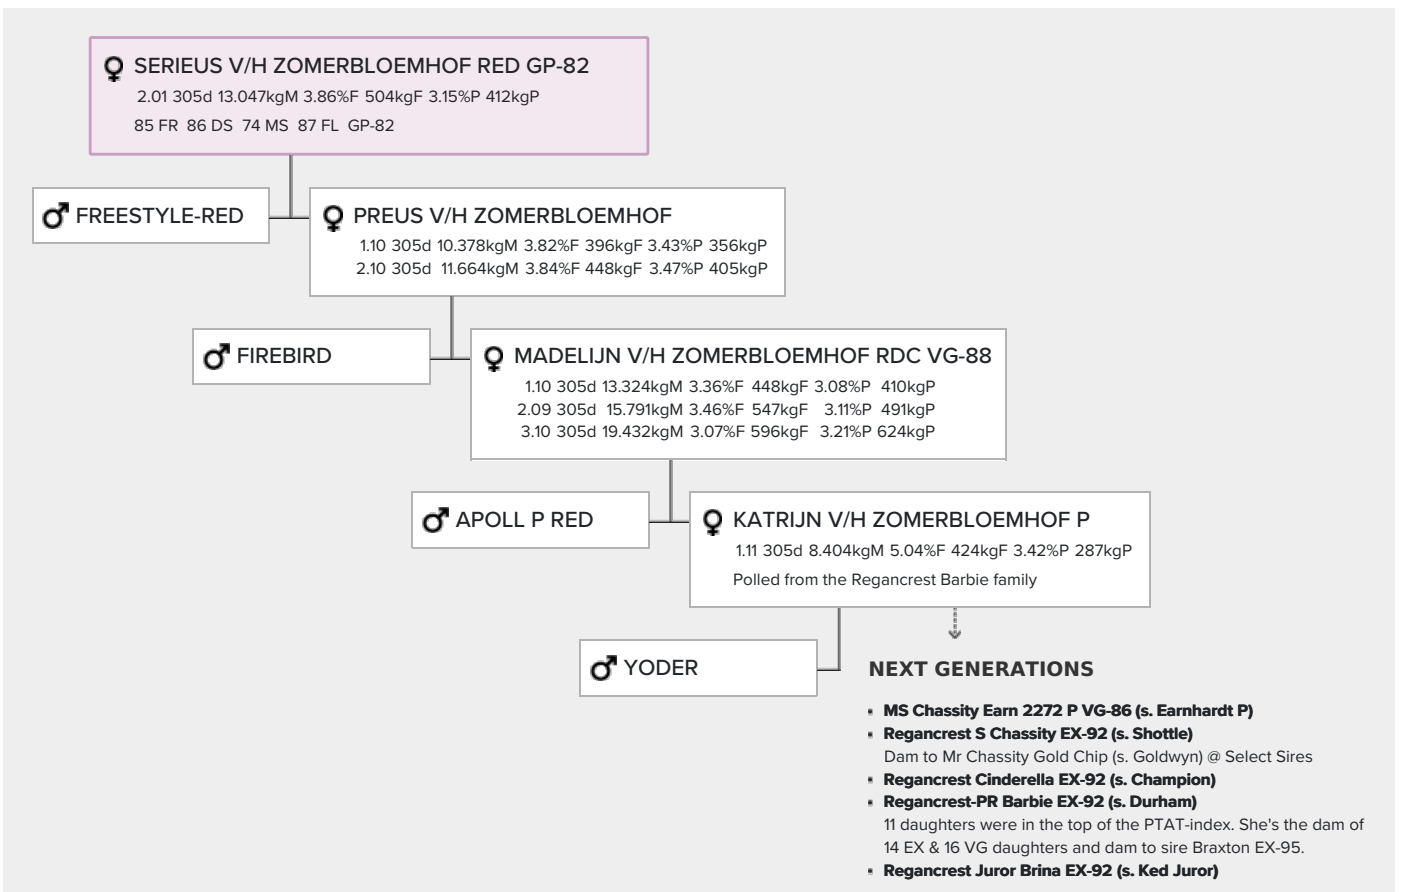 SERIEUS V/H ZOMERBLOEMHOF RED GP-82
2.01 305d 13.047kgM 3.86%F 504kgF 3.15%P 412kgP
85 FR 86 DS 74 MS 87 FL GP-82
FREESTYLE-RED
PREUS V/H ZOMERBLOEMHOF
1.10 305d 10.378kgM 3.82%F 396kgF 3.43%P 356kgP
2.10 305d 11.664kgM 3.84%F 448kgF 3.47%P 405kgP
FIREBIRD
MADELIJN V/H ZOMERBLOEMHOF RDC VG-88
1.10 305d 13.324kgM 3.36%F 448kgF 3.08%P 410kgP
2.09 305d 15.791kgM 3.46%F 547kgF 3.11%P 491kgP
3.10 305d 19.432kgM 3.07%F 596kgF 3.21%P 624kgP
APOLL P RED
KATRIJN V/H ZOMERBLOEMHOF P
1.11 305d 8.404kgM 5.04%F 424kgF 3.42%P 287kgP
Polled from the Regancrest Barbie family
YODER
NEXT GENERATIONS
▪ MS Chassity Earn 2272 P VG-86 (s. Earnhardt P)
▪ Regancrest S Chassity EX-92 (s. Shottle)
Dam to Mr Chassity Gold Chip (s. Goldwyn) @ Select Sires
▪ Regancrest Cinderella EX-92 (s. Champion)
▪ Regancrest-PR Barbie EX-92 (s. Durham)
11 daughters were in the top of the PTAT-index. She's the dam of
14 EX & 16 VG daughters and dam to sire Braxton EX-95.
▪ Regancrest Juror Brina EX-92 (s. Ked Juror)